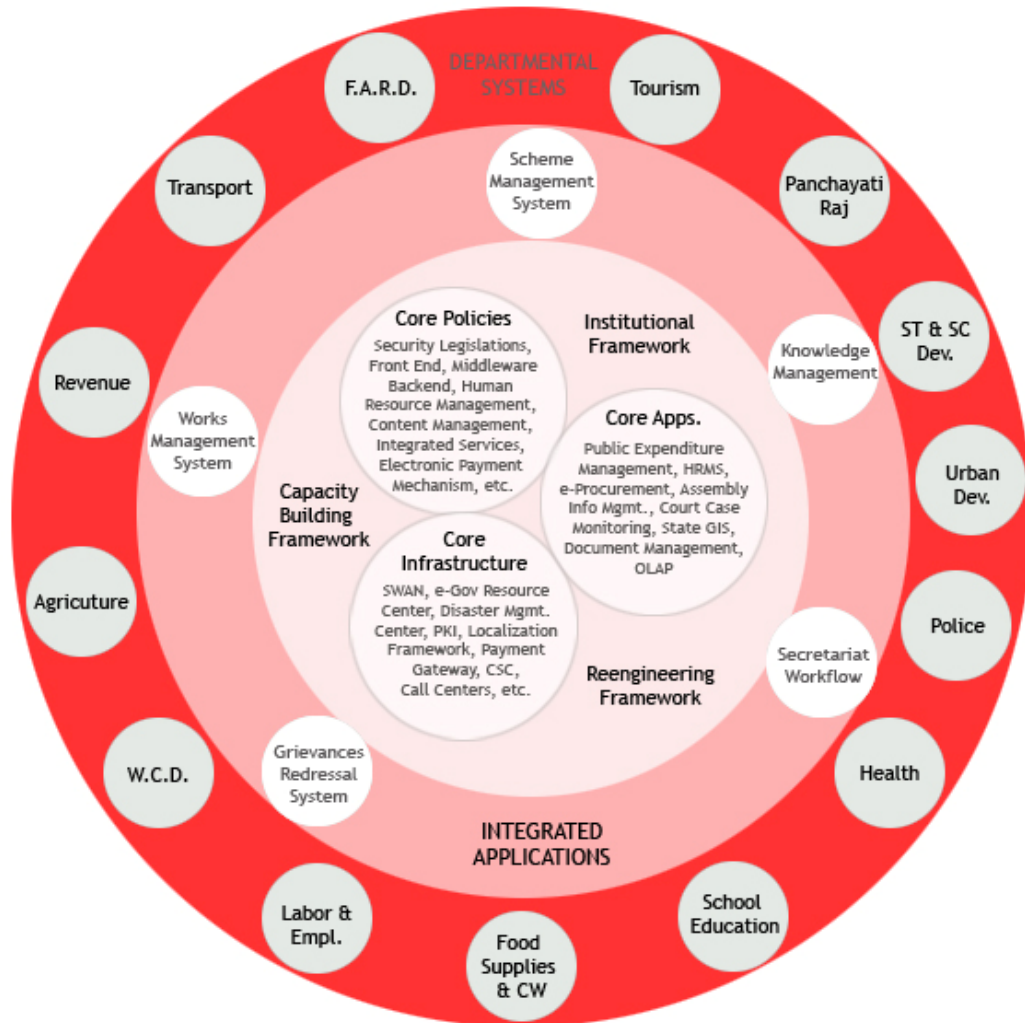 DEPARTMENTAL
SYSTEMS
F.A.R.D.
Tourism
Transport
Panchayati
Raj
Scheme
Management
System
ST & SC
Dev.
Revenue
Knowledge
Management
Works
Management
System
Urban
Dev.
Core Policies
Security Legislations,
Front End, Middleware
Backend, Human
Resource Management,
Content Management,
Integrated Services,
Electronic Payment
Mechanism, etc.
Institutional
Framework
Core Apps.
Public Expenditure
Management, HRMS,
e-Procurement, Assembly
Info Mgmt., Court Case
Monitoring, State GIS,
Document Management,
OLAP
Capacity
Building
Framework
Core
Infrastructure
SWAN, e-Gov Resource
Center, Disaster Mgmt.
Center, PKI, Localization
Framework, Payment
Gateway, CSC,
Call Centers, etc.
Reengineering
Framework
Agricuture
Police
Secretariat
Workflow
W.C.D.
Grievances
Redressal
System
Health
INTEGRATED
APPLICATIONS
Labor &
Empl.
Food
Supplies
& CW
School
Education